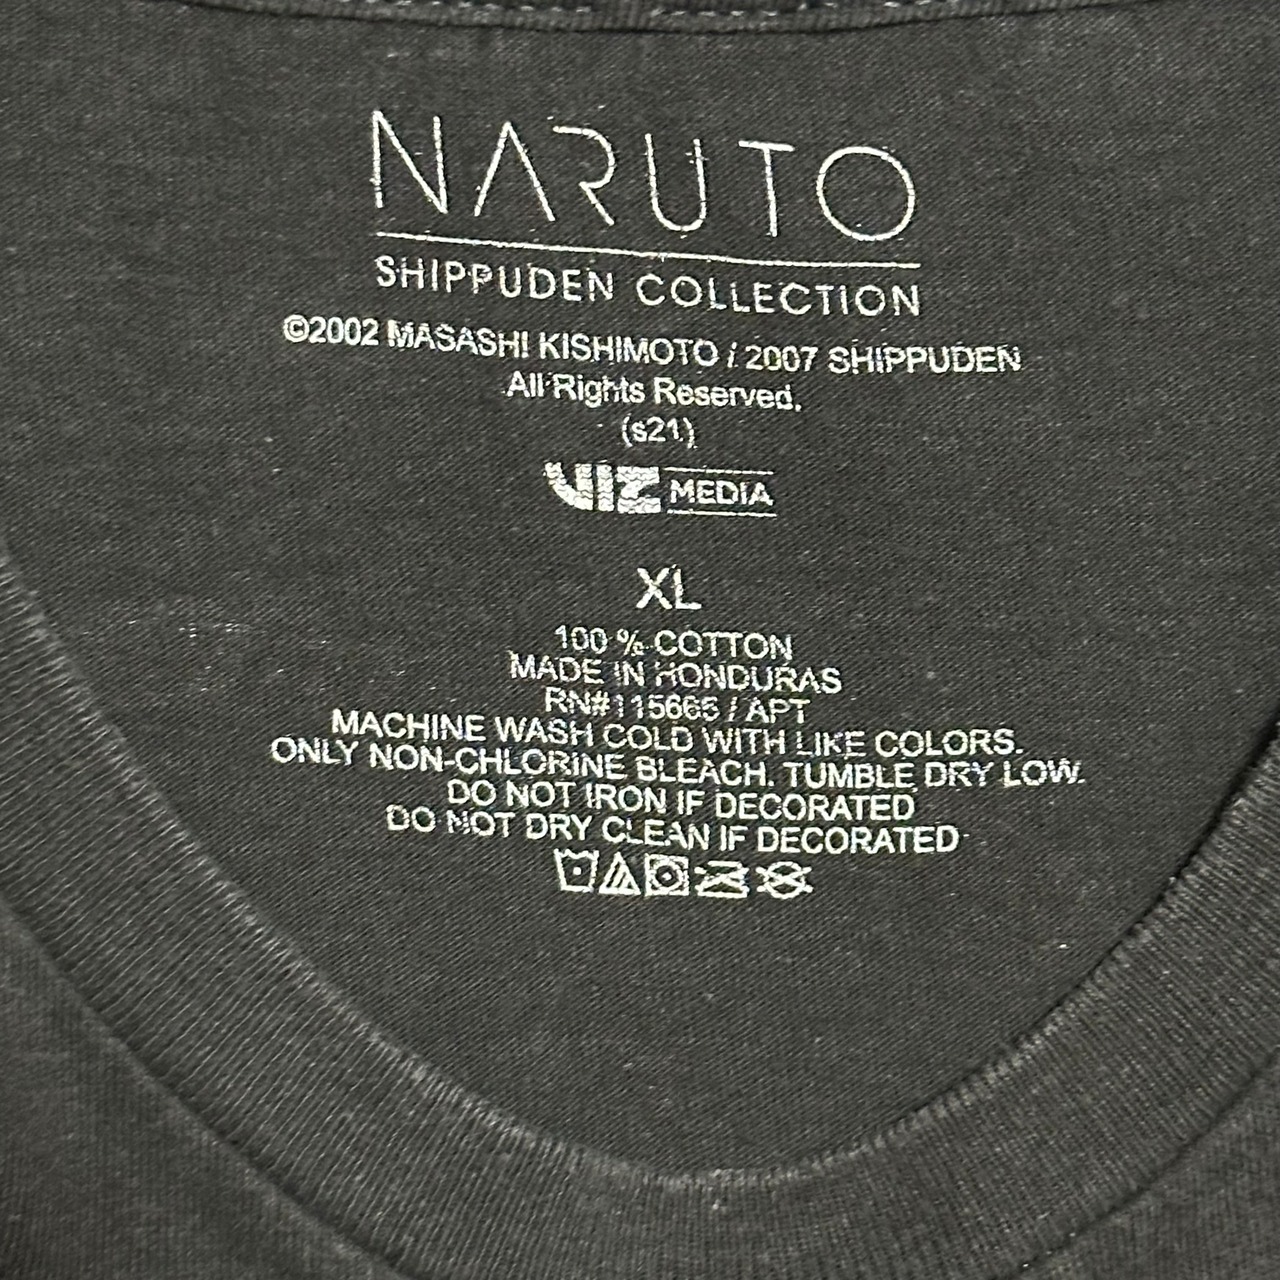 NARUTO
SHIPPUDEN COLLECTION
©2002 MASASHI KISHIMOTO / 2007 SHIPPUDEN
All Rights Reserved.
(s21)
VIZ MEDIA
XL
100 % COTTON
MADE IN HONDURAS
RN#115665 / APT
MACHINE WASH COLD WITH LIKE COLORS.
ONLY NON-CHLORINE BLEACH. TUMBLE DRY LOW.
DO NOT IRON IF DECORATED
DO NOT DRY CLEAN IF DECORATED